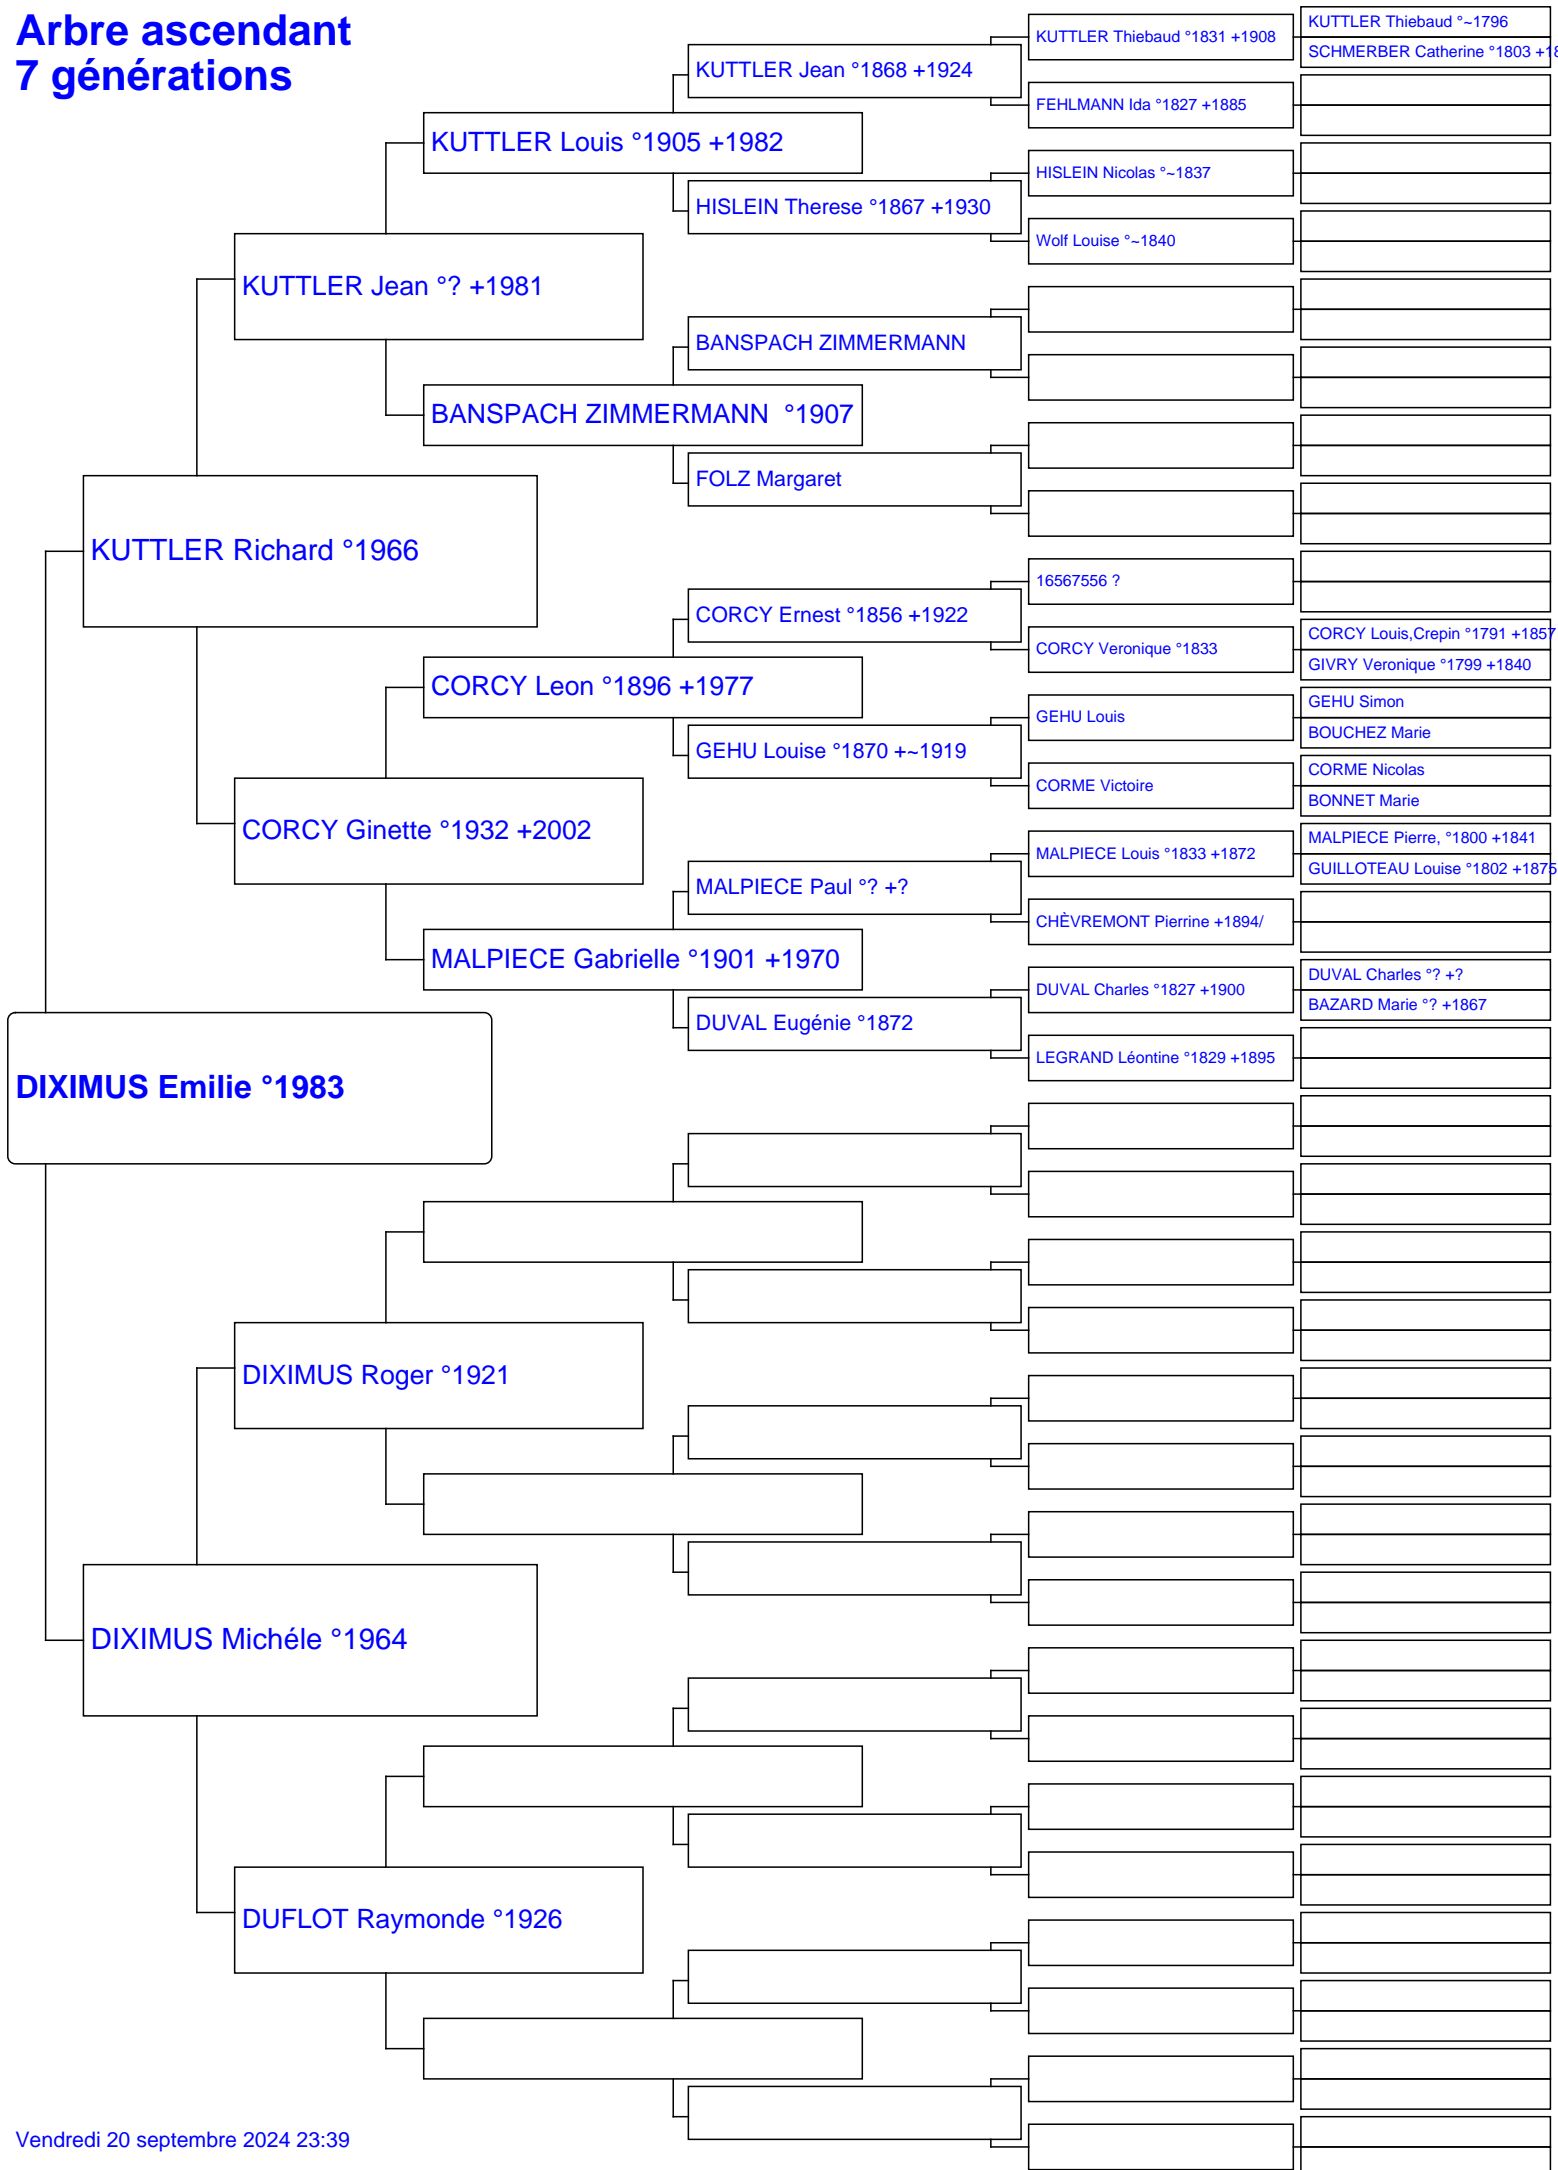 Arbre ascendant
7 générations
KUTTLER Thiebaud °~1796
KUTTLER Thiebaud °1831 +1908
SCHMERBER Catherine °1803 +18
KUTTLER Jean °1868 +1924
FEHLMANN Ida °1827 +1885
KUTTLER Louis °1905 +1982
HISLEIN Nicolas °~1837
HISLEIN Therese °1867 +1930
Wolf Louise °~1840
KUTTLER Jean °? +1981
BANSPACH ZIMMERMANN
BANSPACH ZIMMERMANN  °1907
FOLZ Margaret
KUTTLER Richard °1966
16567556 ?
CORCY Ernest °1856 +1922
CORCY Louis,Crepin °1791 +1857
CORCY Veronique °1833
GIVRY Veronique °1799 +1840
CORCY Leon °1896 +1977
GEHU Simon
GEHU Louis
BOUCHEZ Marie
GEHU Louise °1870 +~1919
CORME Nicolas
CORME Victoire
BONNET Marie
CORCY Ginette °1932 +2002
MALPIECE Pierre, °1800 +1841
MALPIECE Louis °1833 +1872
GUILLOTEAU Louise °1802 +1875
MALPIECE Paul °? +?
CHÈVREMONT Pierrine +1894/
MALPIECE Gabrielle °1901 +1970
DUVAL Charles °? +?
DUVAL Charles °1827 +1900
BAZARD Marie °? +1867
DUVAL Eugénie °1872
LEGRAND Léontine °1829 +1895
DIXIMUS Emilie °1983
DIXIMUS Roger °1921
DIXIMUS Michéle °1964
DUFLOT Raymonde °1926
Vendredi 20 septembre 2024 23:39